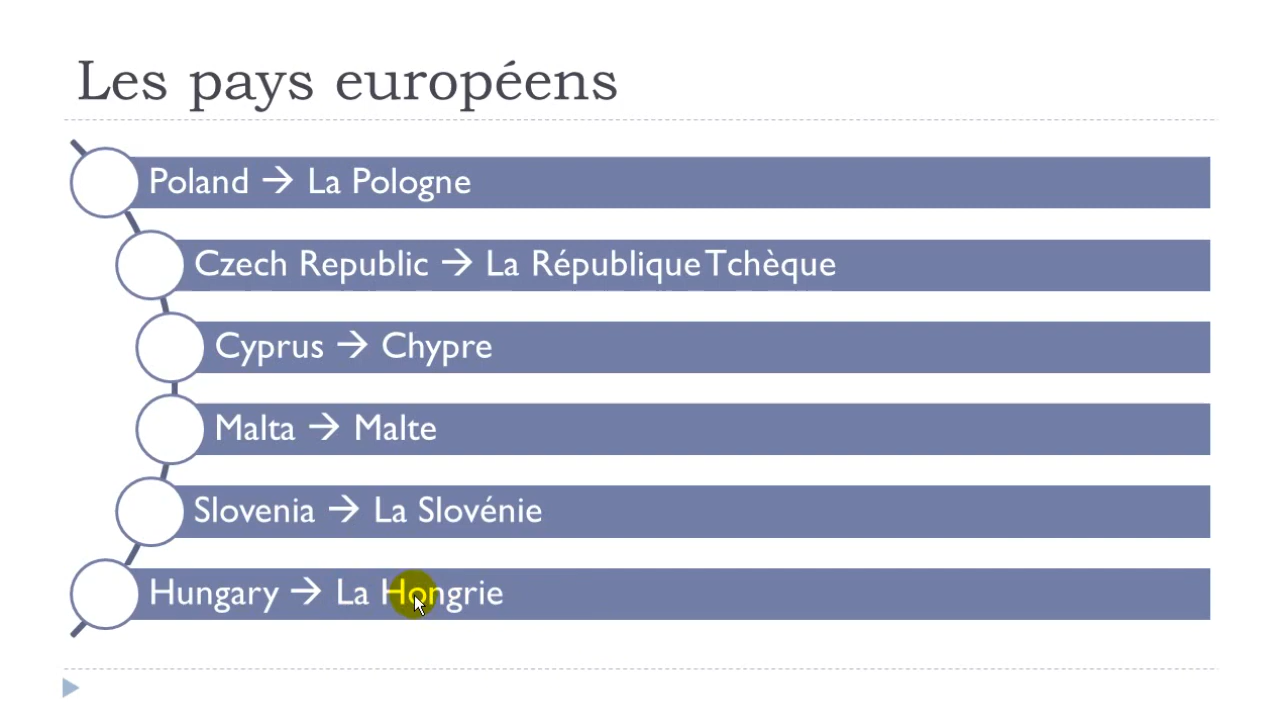 Les pays européens
Poland → La Pologne
Czech Republic → La République Tchèque
Cyprus → Chypre
Malta → Malte
Slovenia → La Slovénie
Hungary → La Hongrie